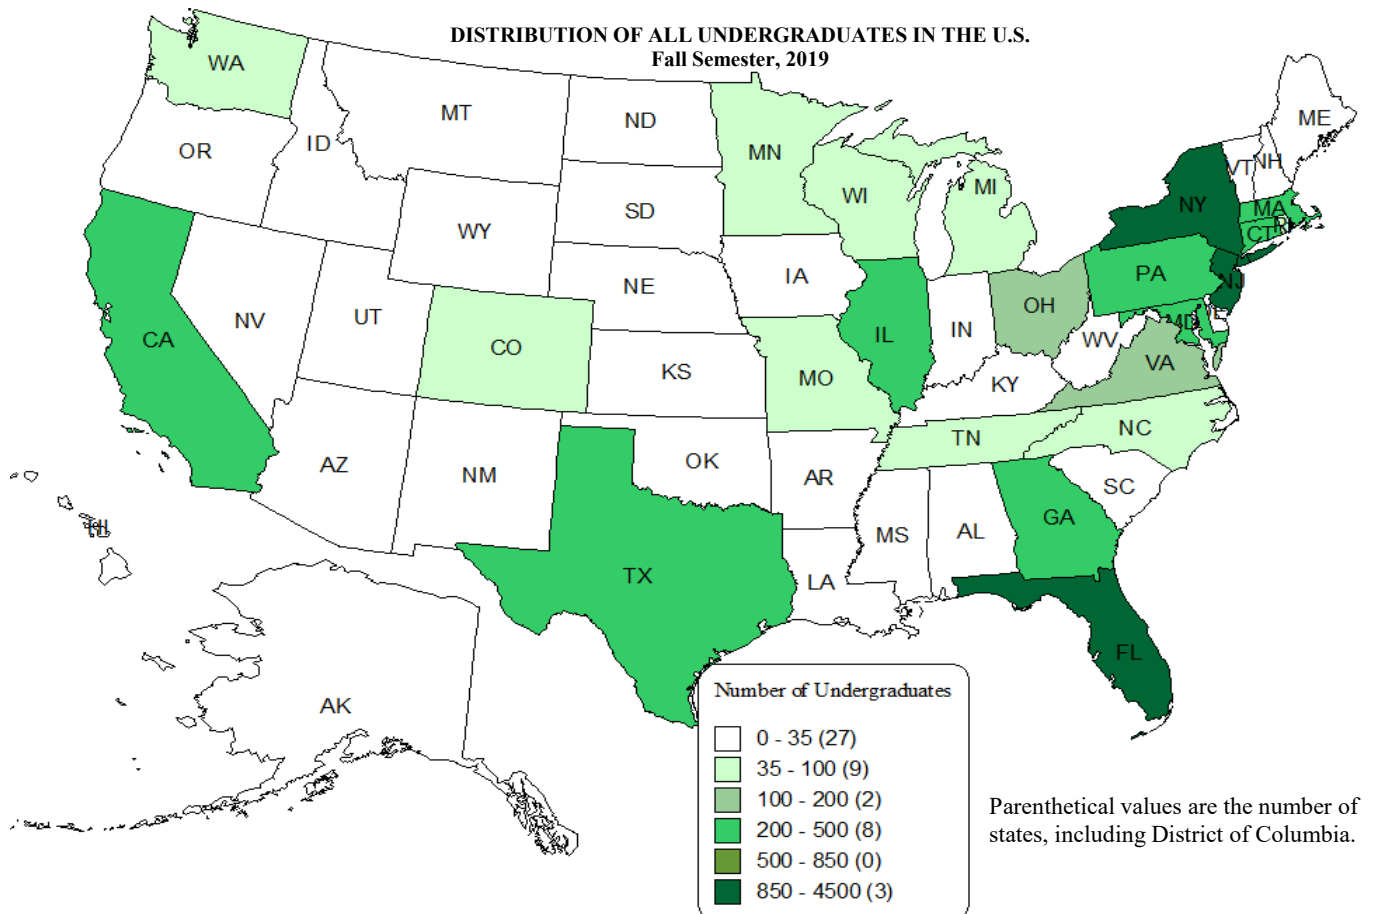 DISTRIBUTION OF ALL UNDERGRADUATES IN THE U.S.
Fall Semester, 2019
WA
MT
ND
MN
ME
OR
ID
VT
NH
WI
MI
SD
WY
NY
MA
RI
CT
IA
PA
NE
NJ
OH
NV
UT
IL
IN
DE
MD
CA
CO
WV
KS
MO
KY
VA
TN
NC
AZ
NM
OK
AR
SC
GA
HI
MS
AL
TX
LA
FL
AK
Number of Undergraduates
0 - 35 (27)
35 - 100 (9)
100 - 200 (2)
200 - 500 (8)
500 - 850 (0)
850 - 4500 (3)
Parenthetical values are the number of
states, including District of Columbia.